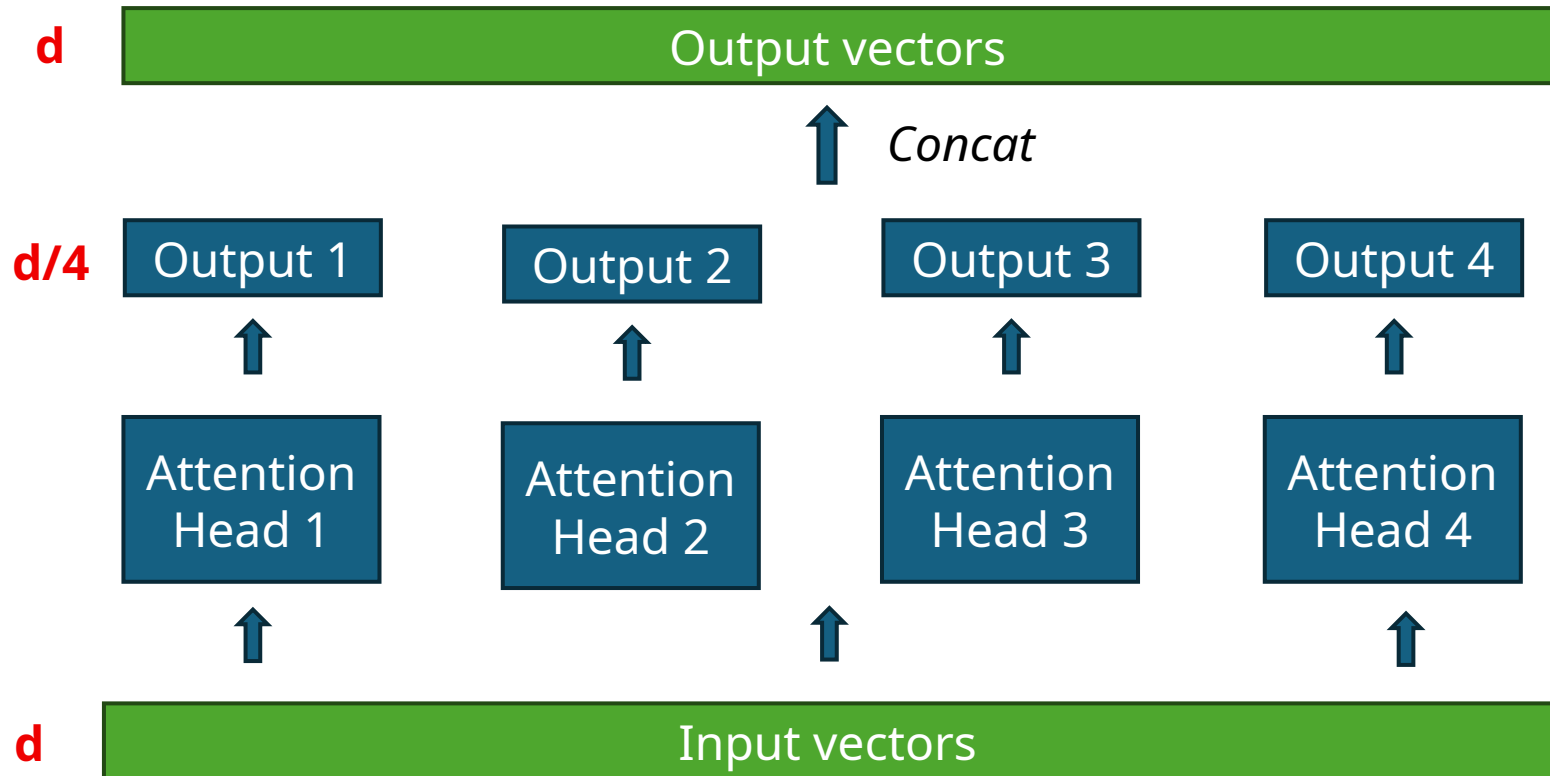 d
Output vectors
Concat
d/4
Output 1
Output 2
Output 3
Output 4
Attention
Head 1
Attention
Head 2
Attention
Head 3
Attention
Head 4
d
Input vectors